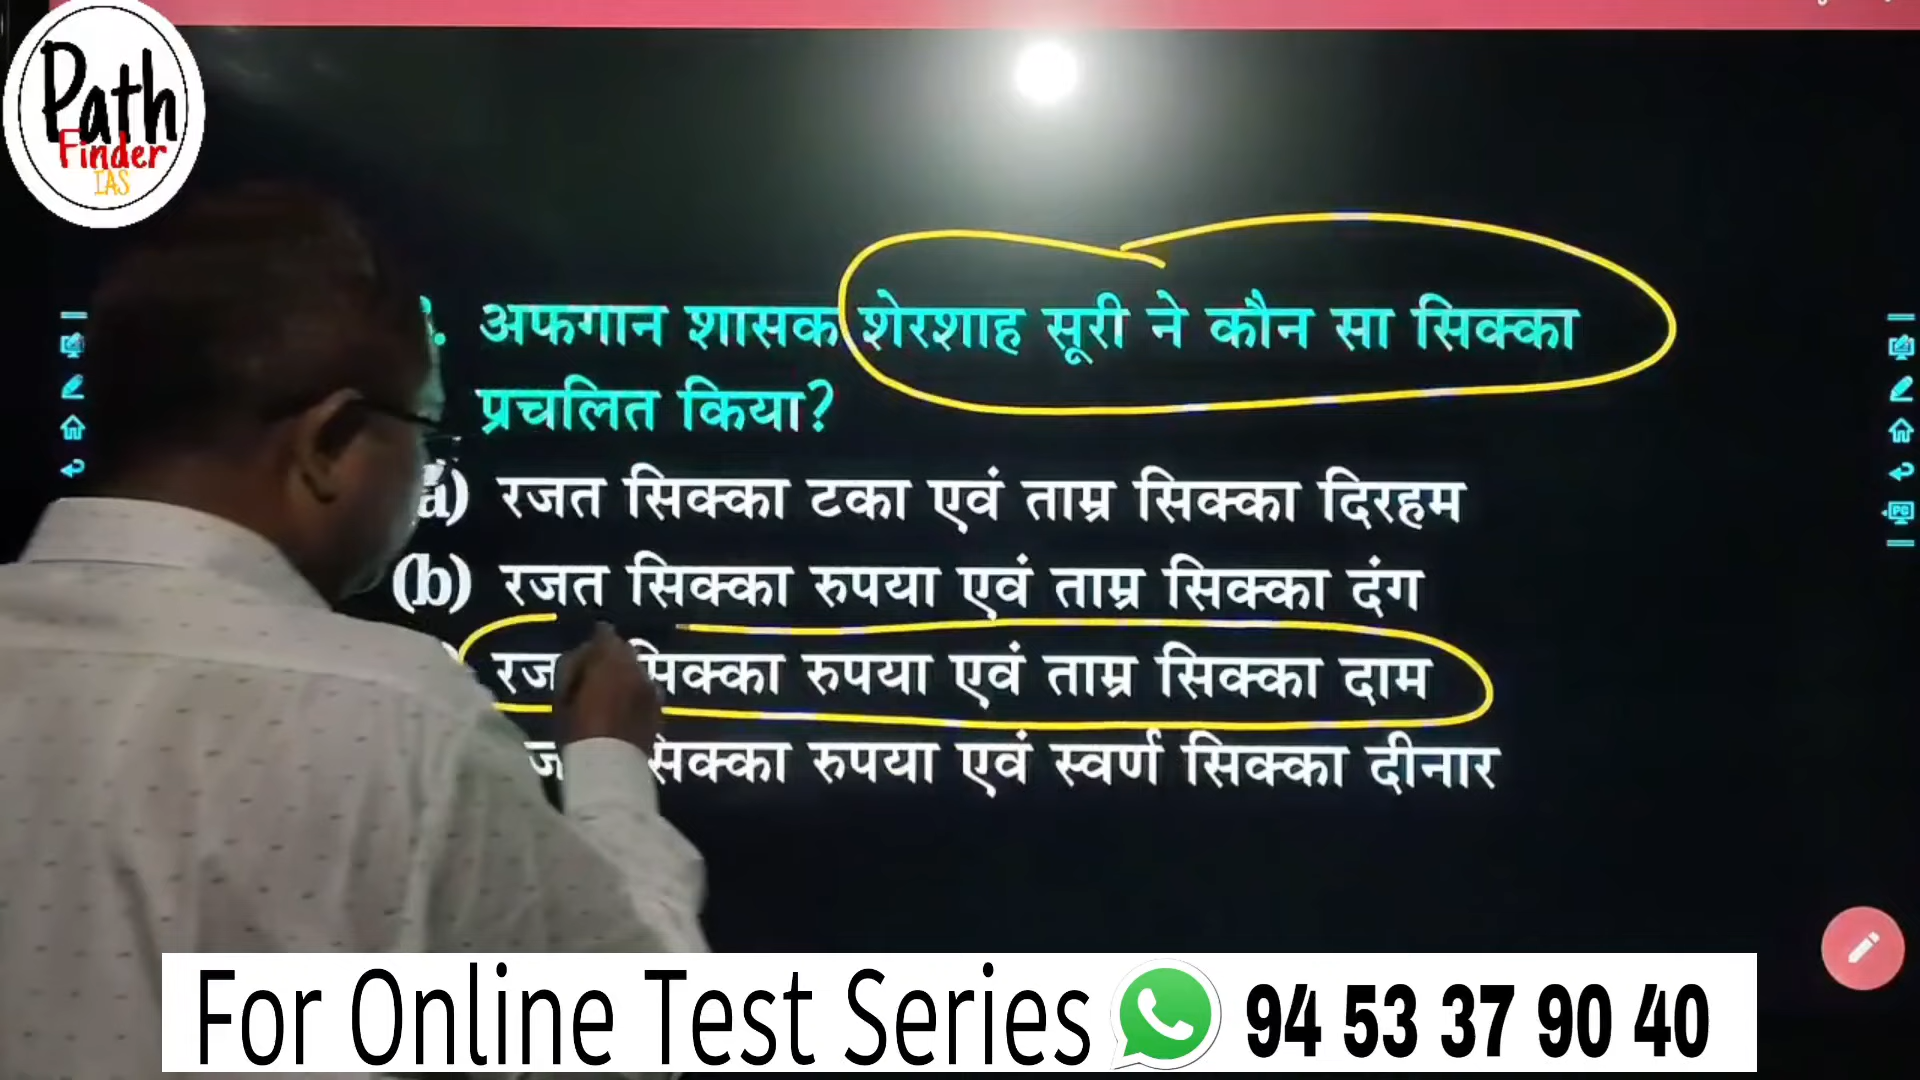 Path
Finder
IAS
अफगान शासक शेरशाह सूरी ने कौन सा सिक्का
प्रचलित किया?
a) रजत सिक्का टका एवं ताम्र सिक्का दिरहम
(b) रजत सिक्का रुपया एवं ताम्र सिक्का दंग
सिक्का रुपया एवं ताम्र सिक्का दाम
सिक्का रुपया एवं स्वर्ण सिक्का दीनार
For Online Test Series 94 53 37 90 40